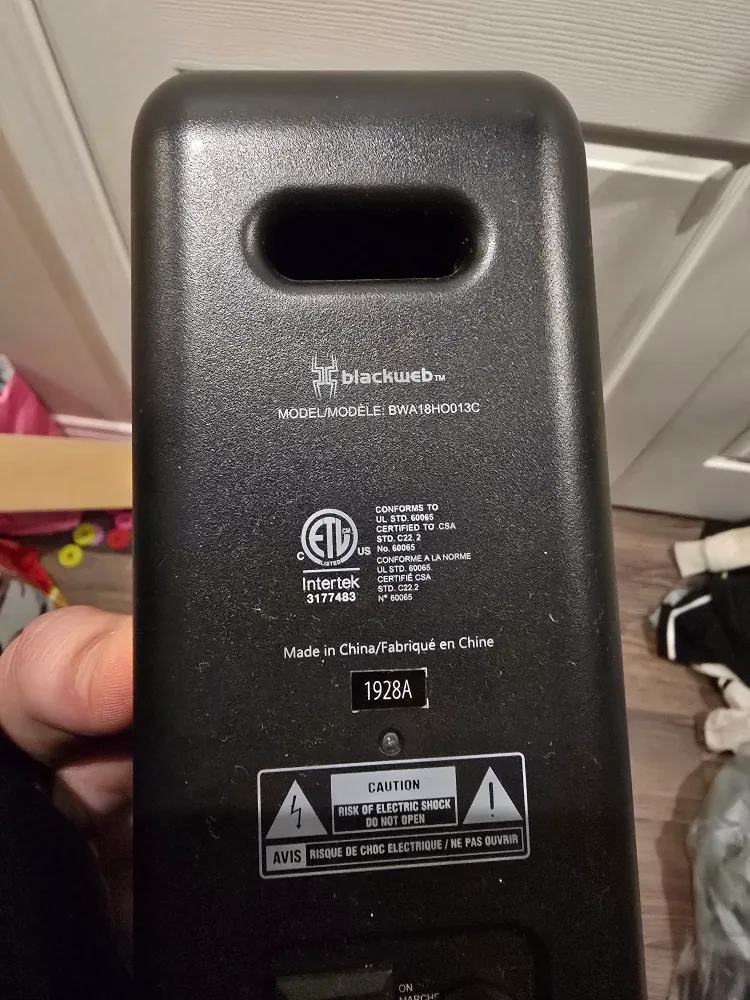 blackweb™
MODEL/MODÈLE: BWA18HO013C
CONFORMS TO
UL STD. 60065
CERTIFIED TO CSA
STD. C22. 2
No. 60065
CONFORME A LA NORME
UL STD. 60065
CERTIFIÉ CSA
STD. C22.2
N° 60065
ETL CM
LISTED
C US
Intertek
3177483
Made in China/Fabriqué en Chine
1928A
CAUTION
RISK OF ELECTRIC SHOCK
DO NOT OPEN
AVIS RISQUE DE CHOC ELECTRIQUE / NE PAS OUVRIR
ON
MARCHE